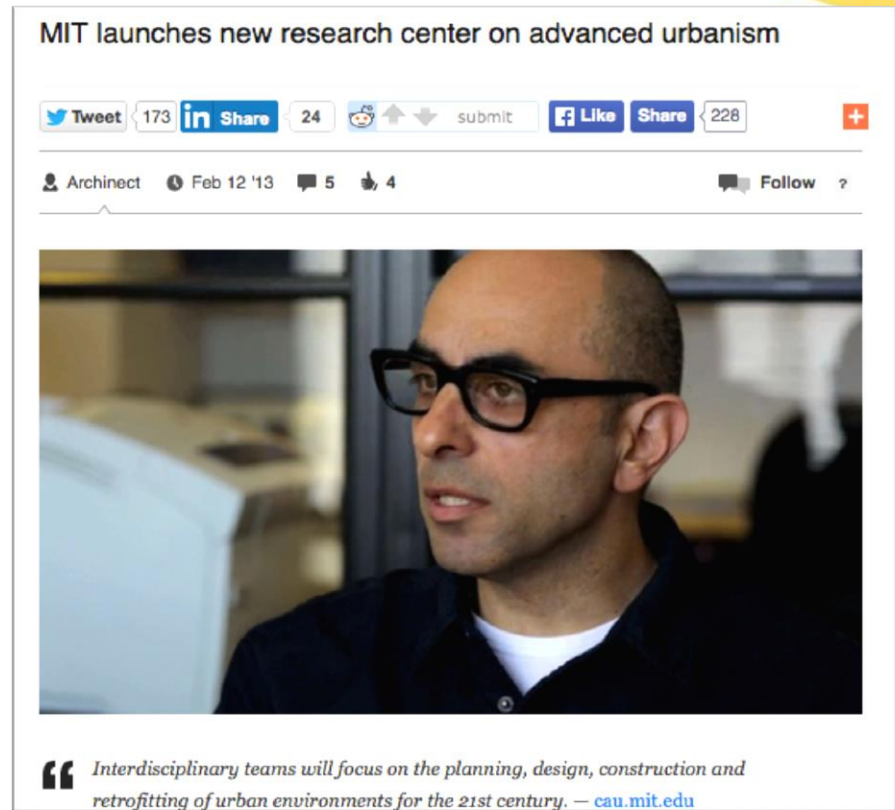 MIT launches new research center on advanced urbanism
Tweet 173 in Share 24 submit f Like Share 228 +
Archinect Feb 12 '13 5 4 Follow ?
“ Interdisciplinary teams will focus on the planning, design, construction and
retrofitting of urban environments for the 21st century. — cau.mit.edu